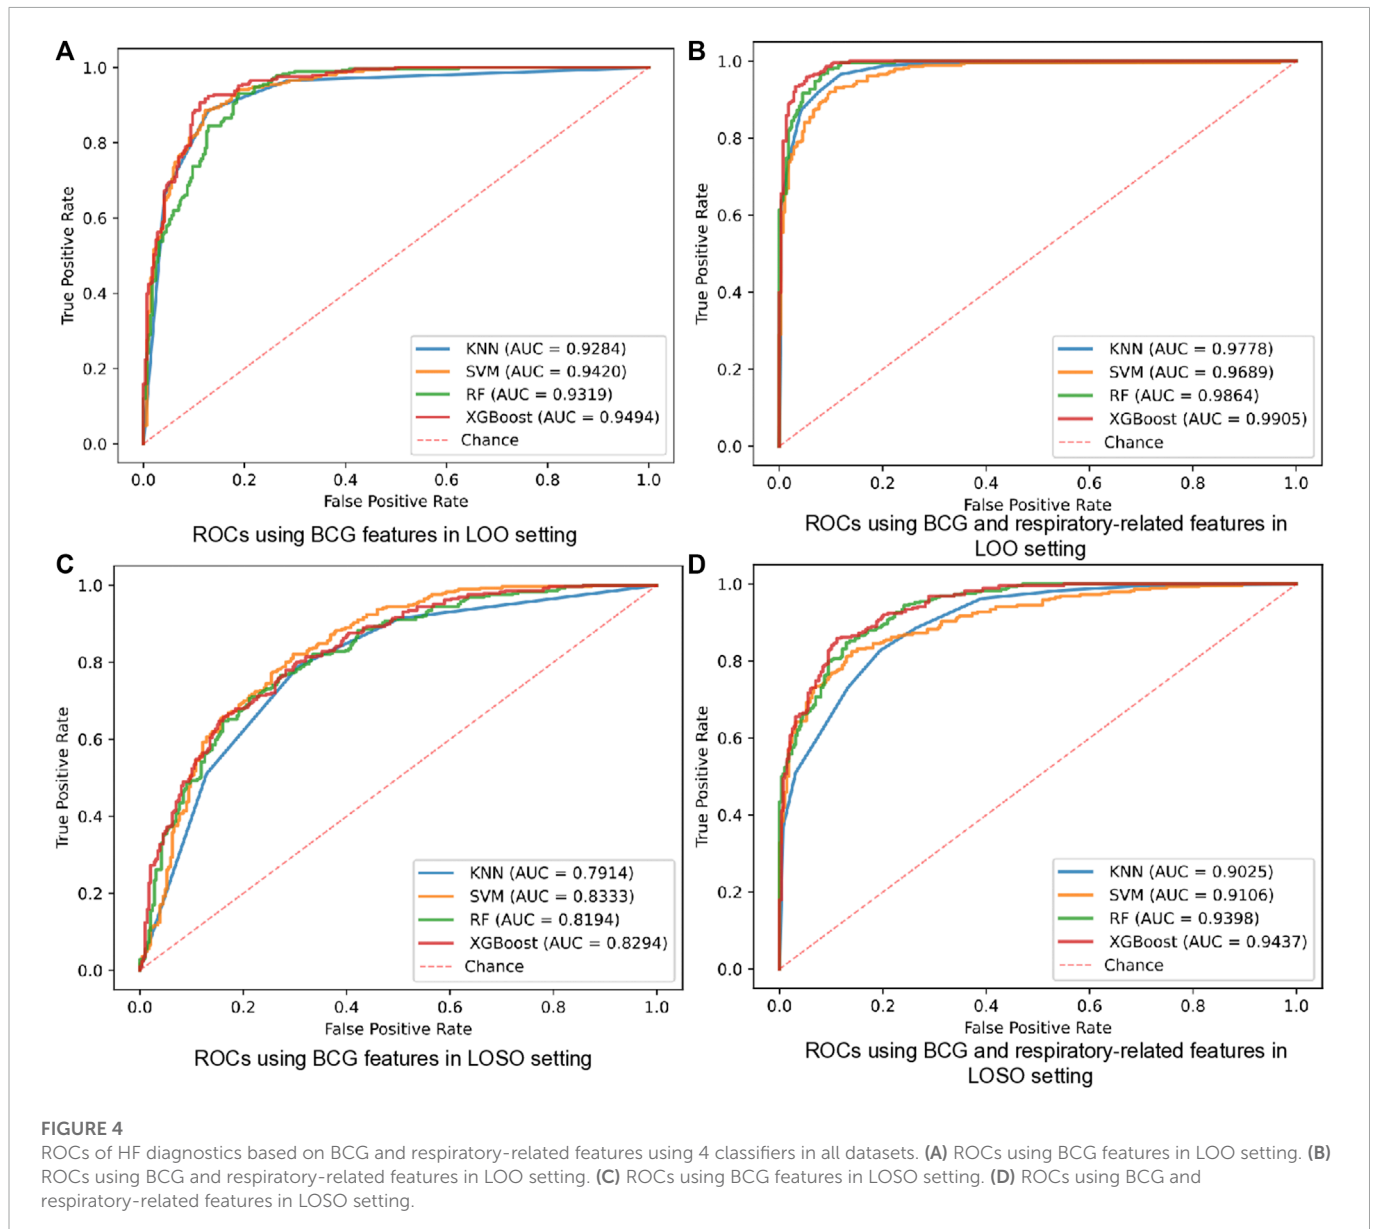 A
1.0
0.8
0.6
0.4
0.2
0.0
True Positive Rate
KNN (AUC = 0.9284)
SVM (AUC = 0.9420)
RF (AUC = 0.9319)
XGBoost (AUC = 0.9494)
Chance
0.0 0.2 0.4 0.6 0.8 1.0
False Positive Rate
ROCs using BCG features in LOO setting
B
1.0
0.8
0.6
0.4
0.2
0.0
True Positive Rate
KNN (AUC = 0.9778)
SVM (AUC = 0.9689)
RF (AUC = 0.9864)
XGBoost (AUC = 0.9905)
Chance
0.0 0.2 0.4 0.6 0.8 1.0
False Positive Rate
ROCs using BCG and respiratory-related features in
LOO setting
C
1.0
0.8
0.6
0.4
0.2
0.0
True Positive Rate
KNN (AUC = 0.7914)
SVM (AUC = 0.8333)
RF (AUC = 0.8194)
XGBoost (AUC = 0.8294)
Chance
0.0 0.2 0.4 0.6 0.8 1.0
False Positive Rate
ROCs using BCG features in LOSO setting
D
1.0
0.8
0.6
0.4
0.2
0.0
True Positive Rate
KNN (AUC = 0.9025)
SVM (AUC = 0.9106)
RF (AUC = 0.9398)
XGBoost (AUC = 0.9437)
Chance
0.0 0.2 0.4 0.6 0.8 1.0
False Positive Rate
ROCs using BCG and respiratory-related features in
LOSO setting
FIGURE 4
ROCs of HF diagnostics based on BCG and respiratory-related features using 4 classifiers in all datasets. (A) ROCs using BCG features in LOO setting. (B)
ROCs using BCG and respiratory-related features in LOO setting. (C) ROCs using BCG features in LOSO setting. (D) ROCs using BCG and
respiratory-related features in LOSO setting.